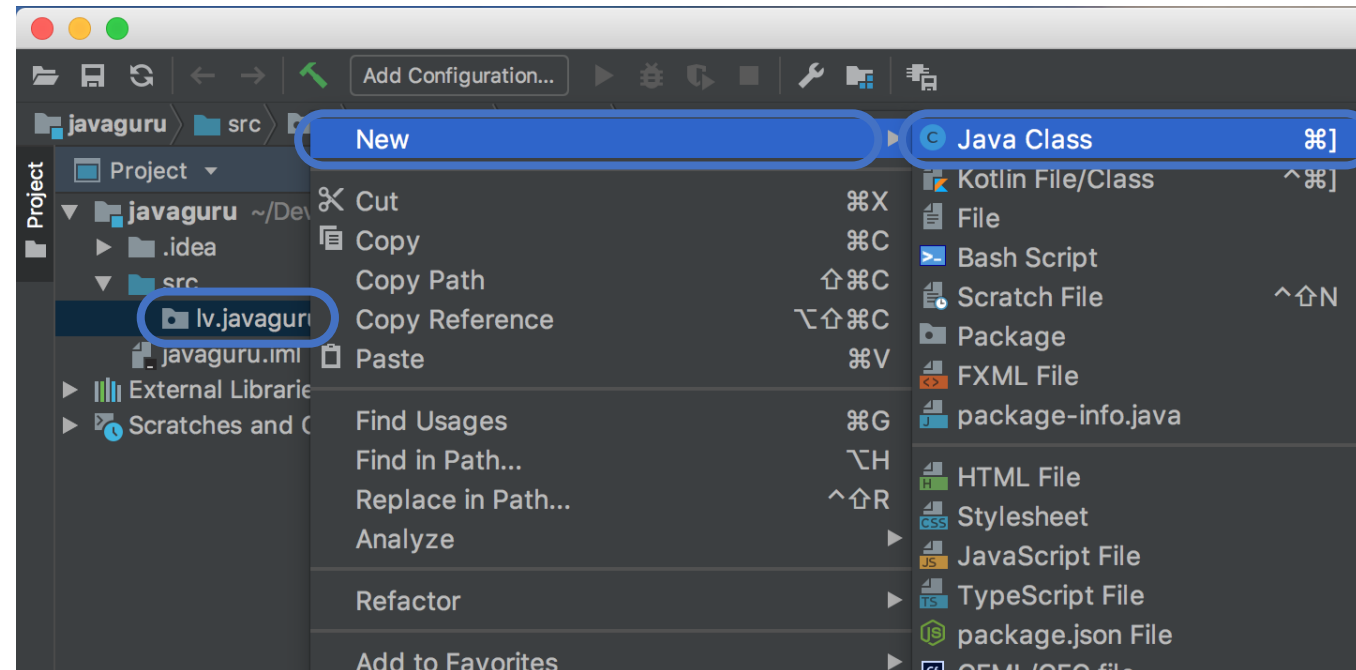 Add Configuration...
javaguru
src
New
Java Class ⌘]
Project
Project
Kotlin File/Class ^⌘]
javaguru ~/Dev
Cut ⌘X
File
.idea
Copy ⌘C
Bash Script
src
Copy Path ⇧⌘C
Scratch File ^⇧N
lv.javaguru
Copy Reference ⌥⇧⌘C
Package
javaguru.iml
Paste ⌘V
FXML File
External Librarie
package-info.java
Scratches and C
Find Usages ⌘G
Find in Path... ⌥H
HTML File
Replace in Path... ^⇧R
Stylesheet
Analyze
JavaScript File
Refactor
TypeScript File
package.json File
Add to Favorites
CFML/CFC file